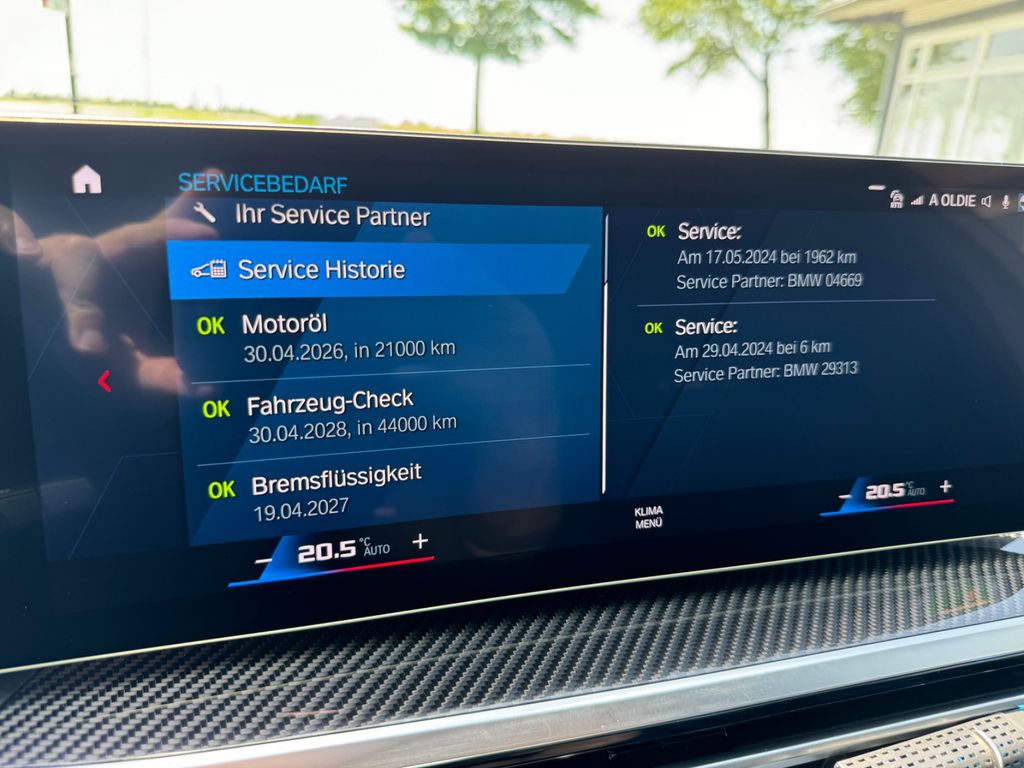 SERVICEBEDARF
A OLDIE
Ihr Service Partner
Service Historie
OK Motoröl
30.04.2026, in 21000 km
OK Fahrzeug-Check
30.04.2028, in 44000 km
OK Bremsflüssigkeit
19.04.2027
OK Service:
Am 17.05.2024 bei 1962 km
Service Partner: BMW 04669
OK Service:
Am 29.04.2024 bei 6 km
Service Partner: BMW 29313
− 20.5 °C AUTO +
KLIMA
MENÜ
− 20.5 °C AUTO +